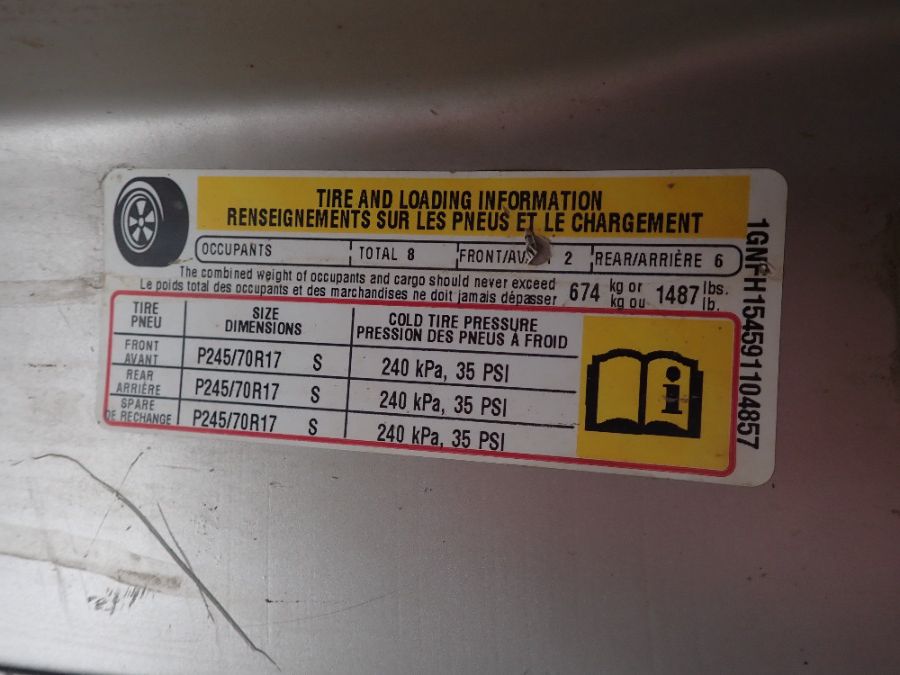 TIRE AND LOADING INFORMATION
RENSEIGNEMENTS SUR LES PNEUS ET LE CHARGEMENT
OCCUPANTS TOTAL 8 FRONT/AV 2 REAR/ARRIÈRE 6
The combined weight of occupants and cargo should never exceed 674 kg or 1487 lbs.
Le poids total des occupants et des marchandises ne doit jamais dépasser kg ou lb.
TIRE SIZE COLD TIRE PRESSURE
PNEU DIMENSIONS PRESSION DES PNEUS À FROID
FRONT
AVANT P245/70R17 S 240 kPa, 35 PSI
REAR
ARRIÈRE P245/70R17 S 240 kPa, 35 PSI
SPARE
DE RECHANGE P245/70R17 S 240 kPa, 35 PSI
i
1GNFH154591104857